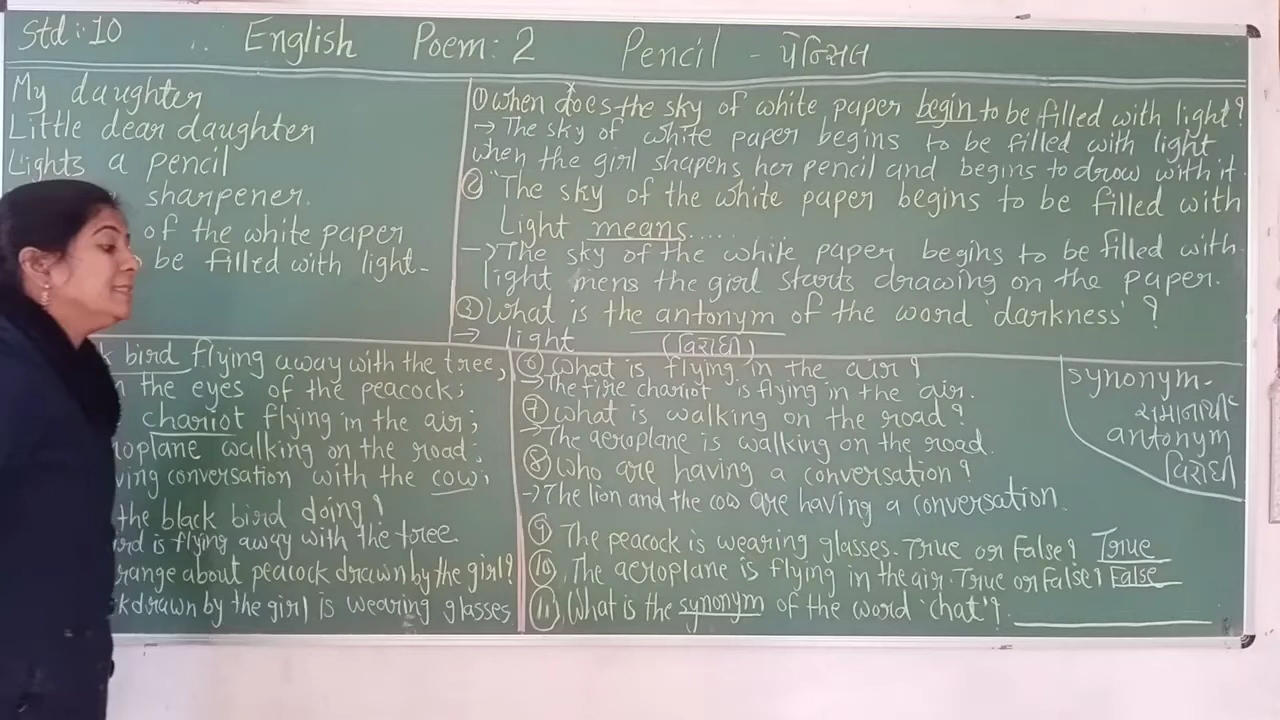 Std : 10
English Poem : 2 Pencil - પેન્સિલ
My daughter
Little dear daughter
Lights a pencil
sharpener.
of the white paper
be filled with light -
① When does the sky of white paper begin to be filled with light?
→ The sky of white paper begins to be filled with light
when the girl shapens her pencil and begins to drow with it.
② "The sky of the white paper begins to be filled with
Light means.....
→ The sky of the white paper begins to be filled with
light mens the girl starts drawing on the paper.
③ What is the antonym of the word 'darkness' ?
→ light (વિરોધી)
bird flying away with the tree,
the eyes of the peacock;
chariot flying in the air;
walking on the road;
conversation with the cow;
the black bird doing?
is flying away with the tree.
about peacock drawn by the girl?
drawn by the girl is wearing glasses
⑥ What is flying in the air?
→ The fire chariot is flying in the air.
⑦ What is walking on the road?
→ The aeroplane is walking on the road.
⑧ Who are having a conversation?
→ The lion and the cow are having a conversation.
⑨ The peacock is wearing glasses. True or False? True
⑩ The aeroplane is flying in the air. True or False? False
⑪ What is the synonym of the word 'chat'?
synonym -
સમાનાર્થી
antonym
વિરોધી